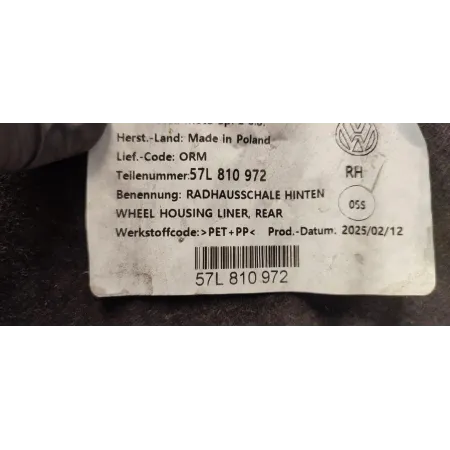 Herst.-Land: Made in Poland
Lief.-Code: ORM
Teilenummer: 57L 810 972 RH
Benennung: RADHAUSSCHALE HINTEN
WHEEL HOUSING LINER, REAR
OSS
Werkstoffcode:>PET+PP< Prod.-Datum. 2025/02/12
57L 810 972